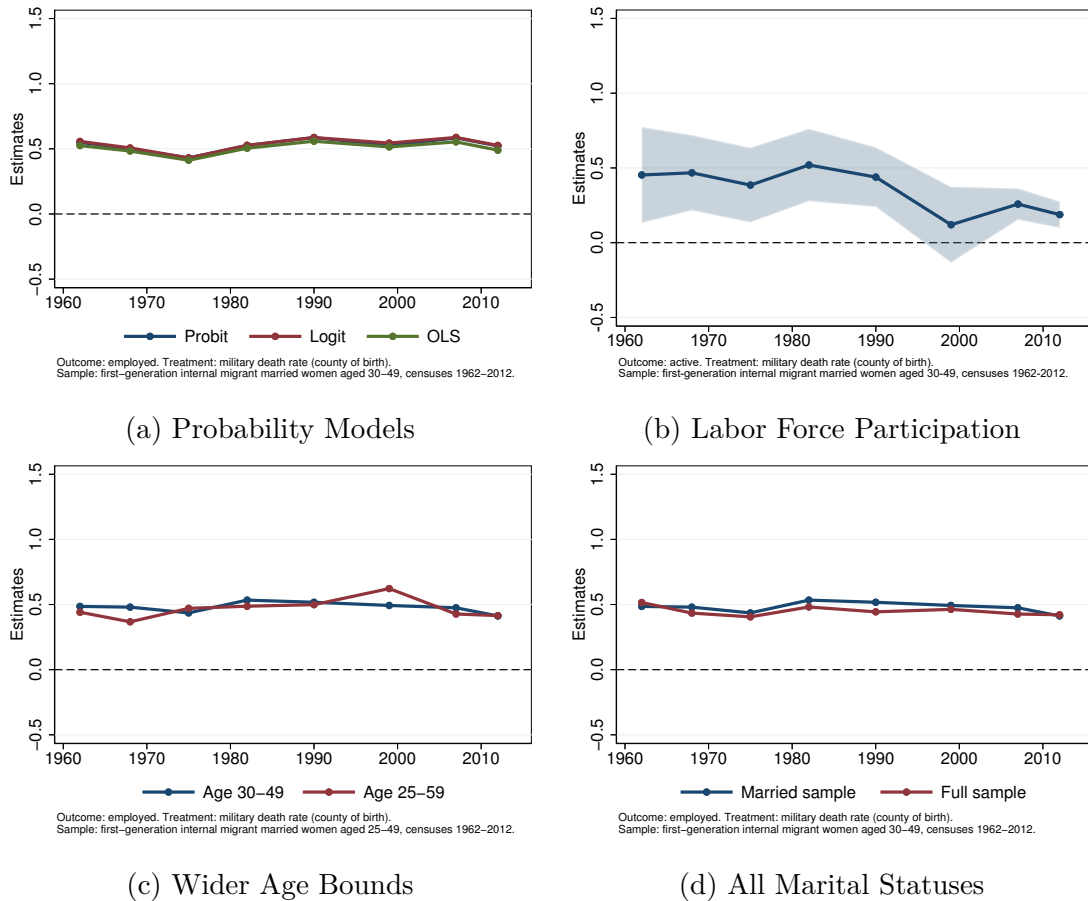 Estimates
1.5
1.0
0.5
0.0
−0.5
1960 1970 1980 1990 2000 2010
Probit Logit OLS
Outcome: employed. Treatment: military death rate (county of birth).
Sample: first−generation internal migrant married women aged 30−49, censuses 1962−2012.
(a) Probability Models
Estimates
1.5
1.0
0.5
0.0
-0.5
1960 1970 1980 1990 2000 2010
Outcome: active. Treatment: military death rate (county of birth).
Sample: first-generation internal migrant married women aged 30-49, censuses 1962-2012.
(b) Labor Force Participation
Estimates
1.5
1.0
0.5
0.0
−0.5
1960 1970 1980 1990 2000 2010
Age 30−49 Age 25−59
Outcome: employed. Treatment: military death rate (county of birth).
Sample: first−generation internal migrant married women aged 25−49, censuses 1962−2012.
(c) Wider Age Bounds
Estimates
1.5
1.0
0.5
0.0
−0.5
1960 1970 1980 1990 2000 2010
Married sample Full sample
Outcome: employed. Treatment: military death rate (county of birth).
Sample: first−generation internal migrant women aged 30−49, censuses 1962−2012.
(d) All Marital Statuses